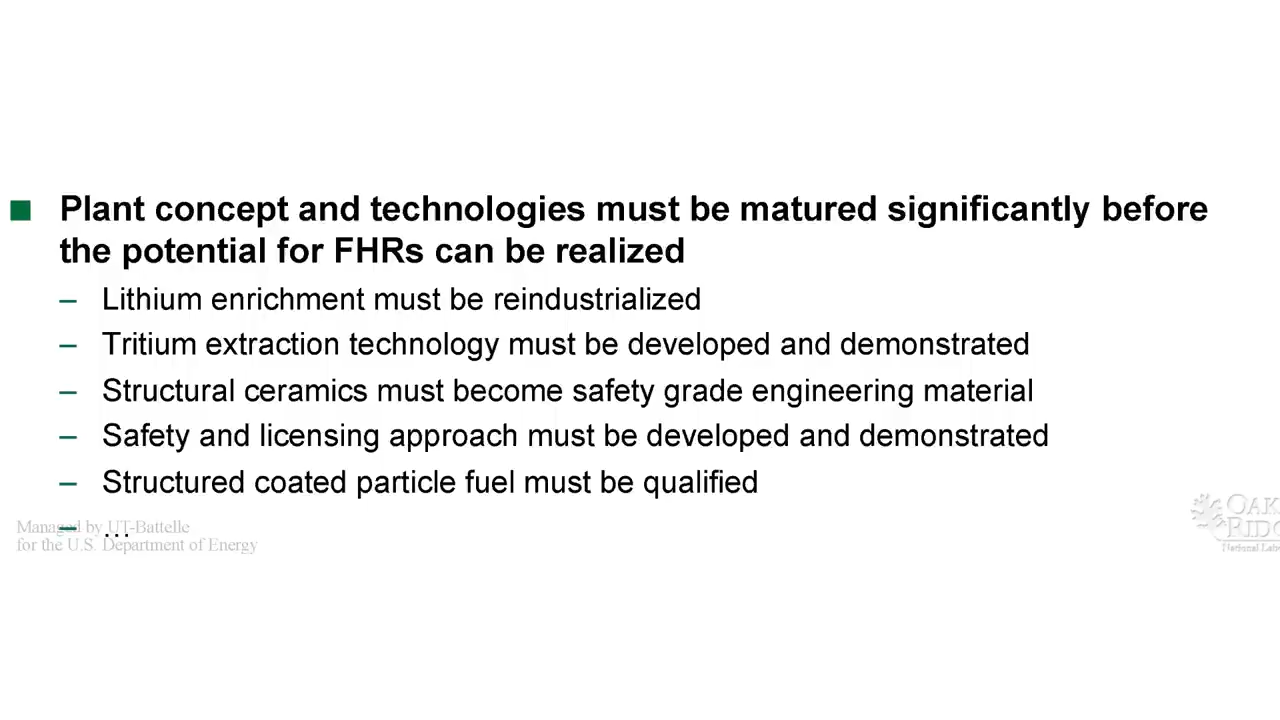 Plant concept and technologies must be matured significantly before
the potential for FHRs can be realized
– Lithium enrichment must be reindustrialized
– Tritium extraction technology must be developed and demonstrated
– Structural ceramics must become safety grade engineering material
– Safety and licensing approach must be developed and demonstrated
– Structured coated particle fuel must be qualified
– …
Managed by UT-Battelle
for the U.S. Department of Energy
OAK
RIDG
National Labo